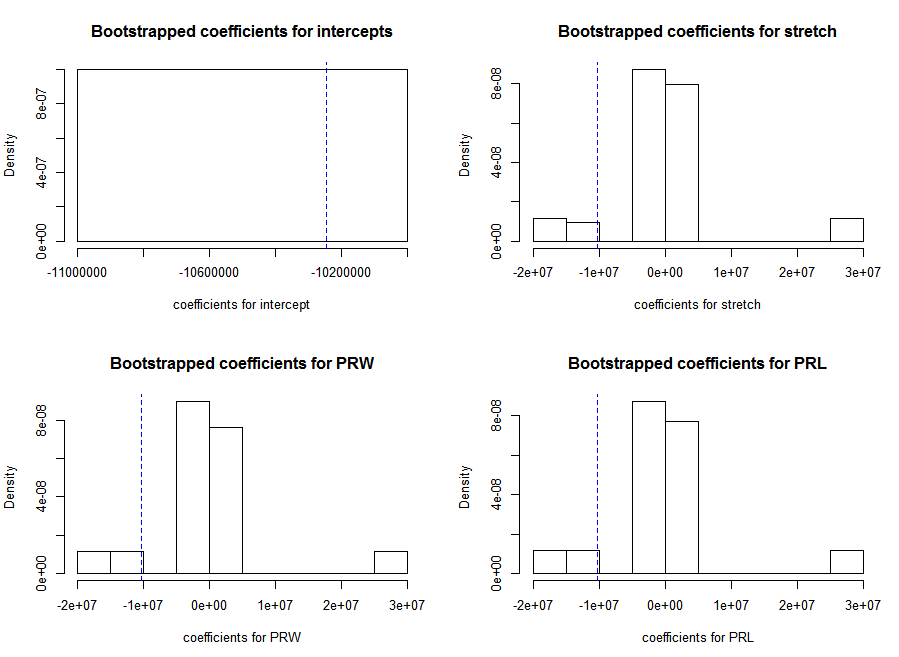 Bootstrapped coefficients for intercepts
Density
0e+00 4e-07 8e-07
-11000000 -10600000 -10200000
coefficients for intercept
Bootstrapped coefficients for stretch
Density
0e+00 4e-08 8e-08
-2e+07 -1e+07 0e+00 1e+07 2e+07 3e+07
coefficients for stretch
Bootstrapped coefficients for PRW
Density
0e+00 4e-08 8e-08
-2e+07 -1e+07 0e+00 1e+07 2e+07 3e+07
coefficients for PRW
Bootstrapped coefficients for PRL
Density
0e+00 4e-08 8e-08
-2e+07 -1e+07 0e+00 1e+07 2e+07 3e+07
coefficients for PRL